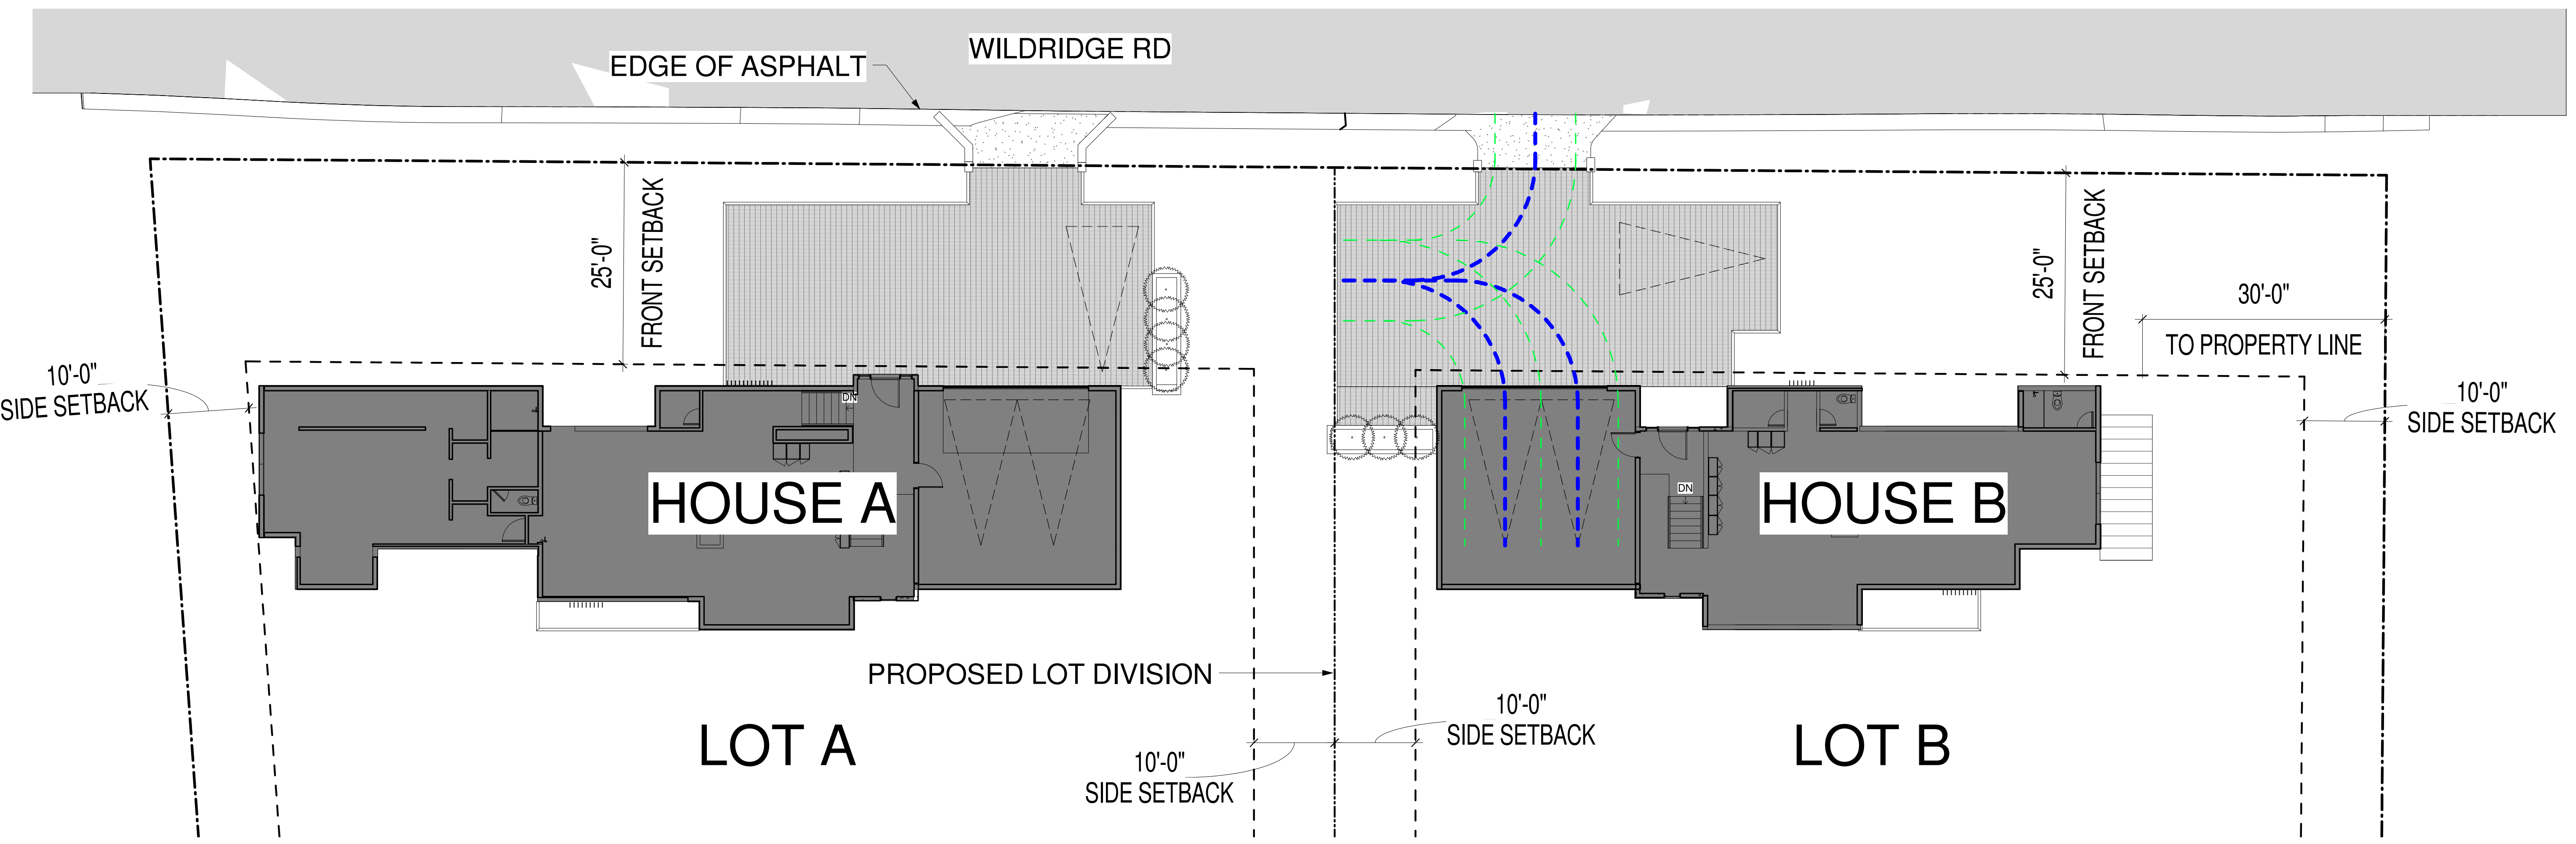 WILDRIDGE RD
EDGE OF ASPHALT
25'-0"
FRONT SETBACK
25'-0"
FRONT SETBACK
30'-0"
TO PROPERTY LINE
10'-0"
SIDE SETBACK
10'-0"
SIDE SETBACK
DN
HOUSE A
DN
HOUSE B
PROPOSED LOT DIVISION
10'-0"
SIDE SETBACK
LOT A
10'-0"
SIDE SETBACK
LOT B